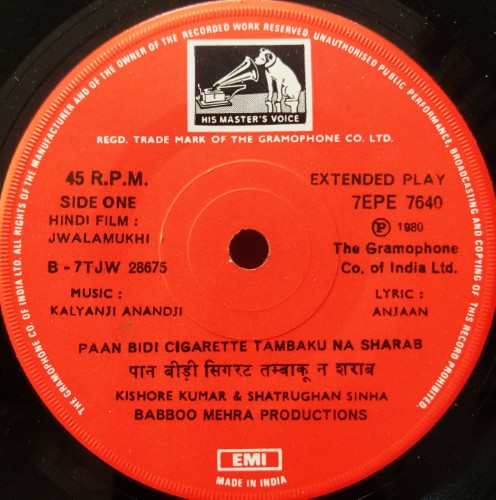 ALL RIGHTS OF THE MANUFACTURER AND OF THE OWNER OF THE RECORDED WORK RESERVED. UNAUTHORISED PUBLIC PERFORMANCE, BROADCASTING AND COPYING OF THIS RECORD PROHIBITED.
THE GRAMOPHONE CO. OF INDIA LTD.
HIS MASTER'S VOICE
REGD. TRADE MARK OF THE GRAMOPHONE CO. LTD.
45 R.P.M. EXTENDED PLAY
SIDE ONE 7EPE 7640
HINDI FILM : Ⓟ 1980
JWALAMUKHI The Gramophone
B - 7TJW 28675 Co. of India Ltd.
MUSIC : LYRIC :
KALYANJI ANANDJI ANJAAN
PAAN BIDI CIGARETTE TAMBAKU NA SHARAB
पान बीड़ी सिगरट तम्बाकू न शराब
KISHORE KUMAR & SHATRUGHAN SINHA
BABBOO MEHRA PRODUCTIONS
EMI
MADE IN INDIA